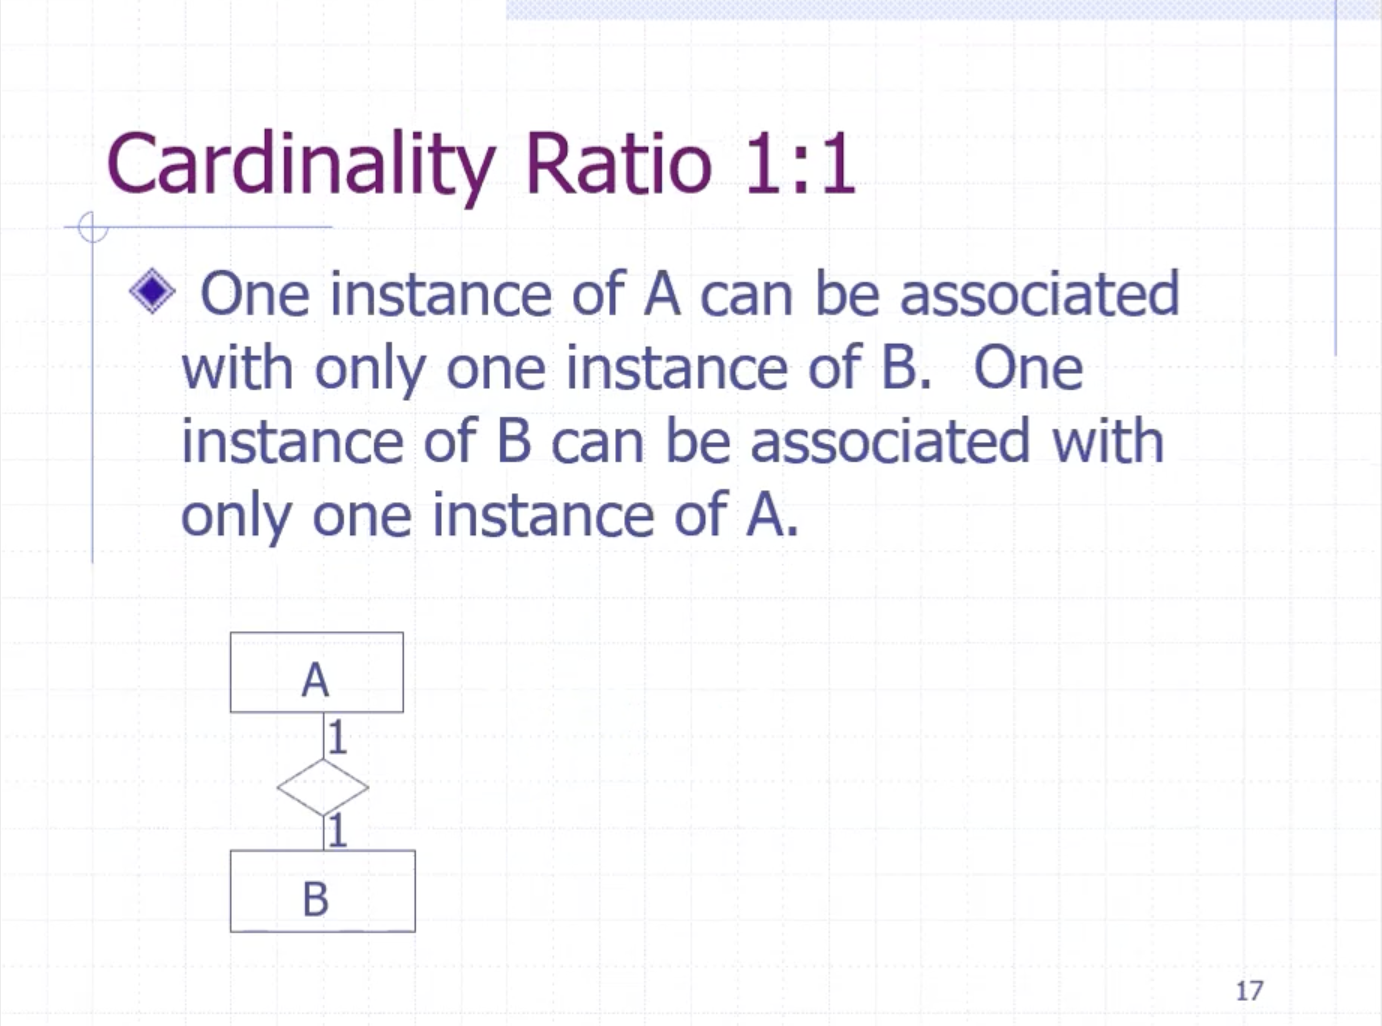 Cardinality Ratio 1:1
One instance of A can be associated
with only one instance of B.  One
instance of B can be associated with
only one instance of A.
A
1
1
B
17